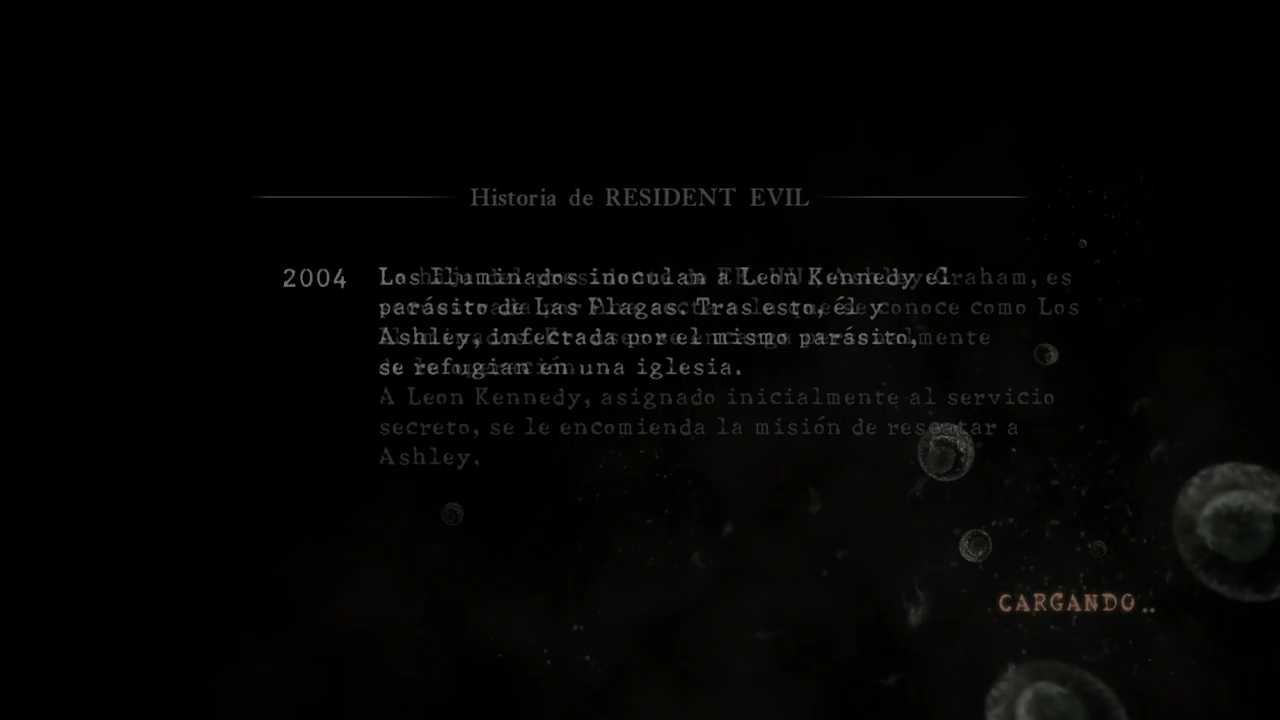 Historia de RESIDENT EVIL
2004
Los Iluminados inoculan a Leon Kennedy el
parásito de Las Plagas. Tras esto, él y
Ashley, infectada por el mismo parásito,
se refugian en una iglesia.
A Leon Kennedy, asignado inicialmente al servicio
secreto, se le encomienda la misión de rescatar a
Ashley.
CARGANDO..